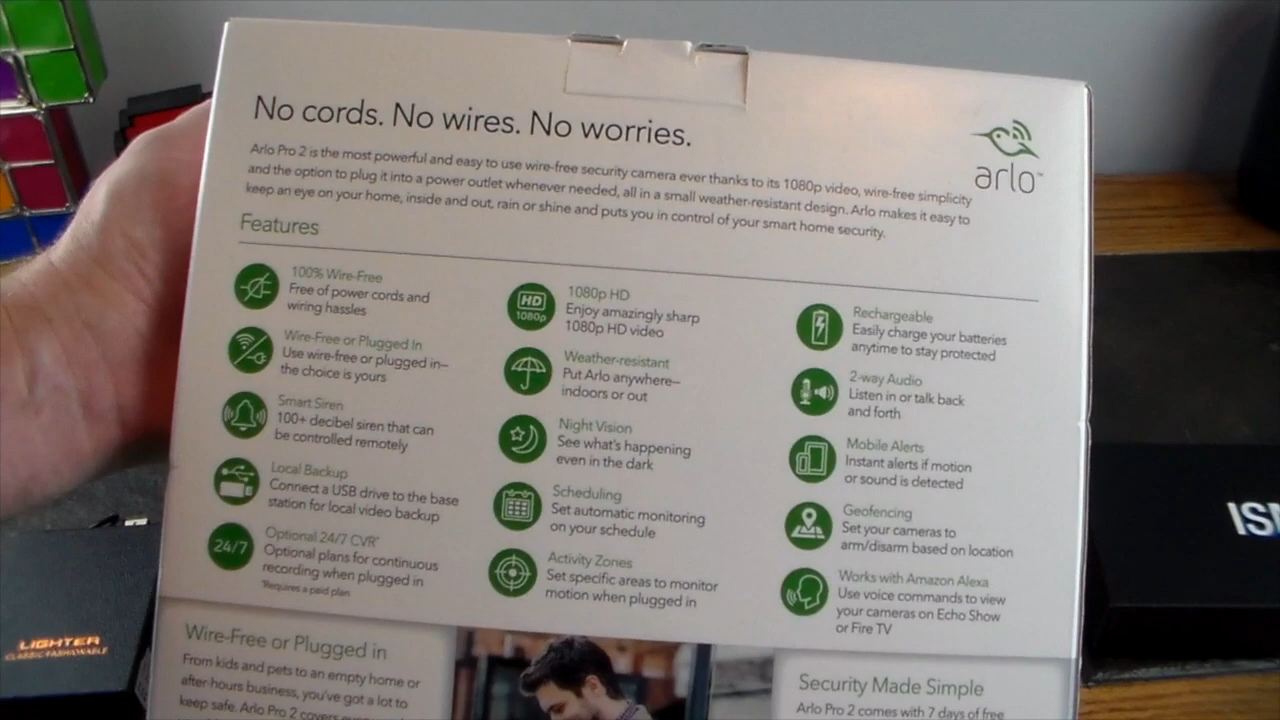 No cords. No wires. No worries.
arlo™
Arlo Pro 2 is the most powerful and easy to use wire-free security camera ever thanks to its 1080p video, wire-free simplicity
and the option to plug it into a power outlet whenever needed, all in a small weather-resistant design. Arlo makes it easy to
keep an eye on your home, inside and out, rain or shine and puts you in control of your smart home security.
Features
100% Wire-Free
Free of power cords and
wiring hassles
Wire-Free or Plugged In
Use wire-free or plugged in–
the choice is yours
Smart Siren
100+ decibel siren that can
be controlled remotely
Local Backup
Connect a USB drive to the base
station for local video backup
24/7
Optional 24/7 CVR*
Optional plans for continuous
recording when plugged in
*Requires a paid plan
HD
1080p
1080p HD
Enjoy amazingly sharp
1080p HD video
Weather-resistant
Put Arlo anywhere–
indoors or out
Night Vision
See what's happening
even in the dark
Scheduling
Set automatic monitoring
on your schedule
Activity Zones
Set specific areas to monitor
motion when plugged in
Rechargeable
Easily charge your batteries
anytime to stay protected
2-way Audio
Listen in or talk back
and forth
Mobile Alerts
Instant alerts if motion
or sound is detected
Geofencing
Set your cameras to
arm/disarm based on location
Works with Amazon Alexa
Use voice commands to view
your cameras on Echo Show
or Fire TV
Wire-Free or Plugged in
From kids and pets to an empty home or
after-hours business, you've got a lot to
keep safe. Arlo Pro 2 covers
Security Made Simple
Arlo Pro 2 comes with 7 days of free
LIGHTER
CLASSIC FASHIONABLE